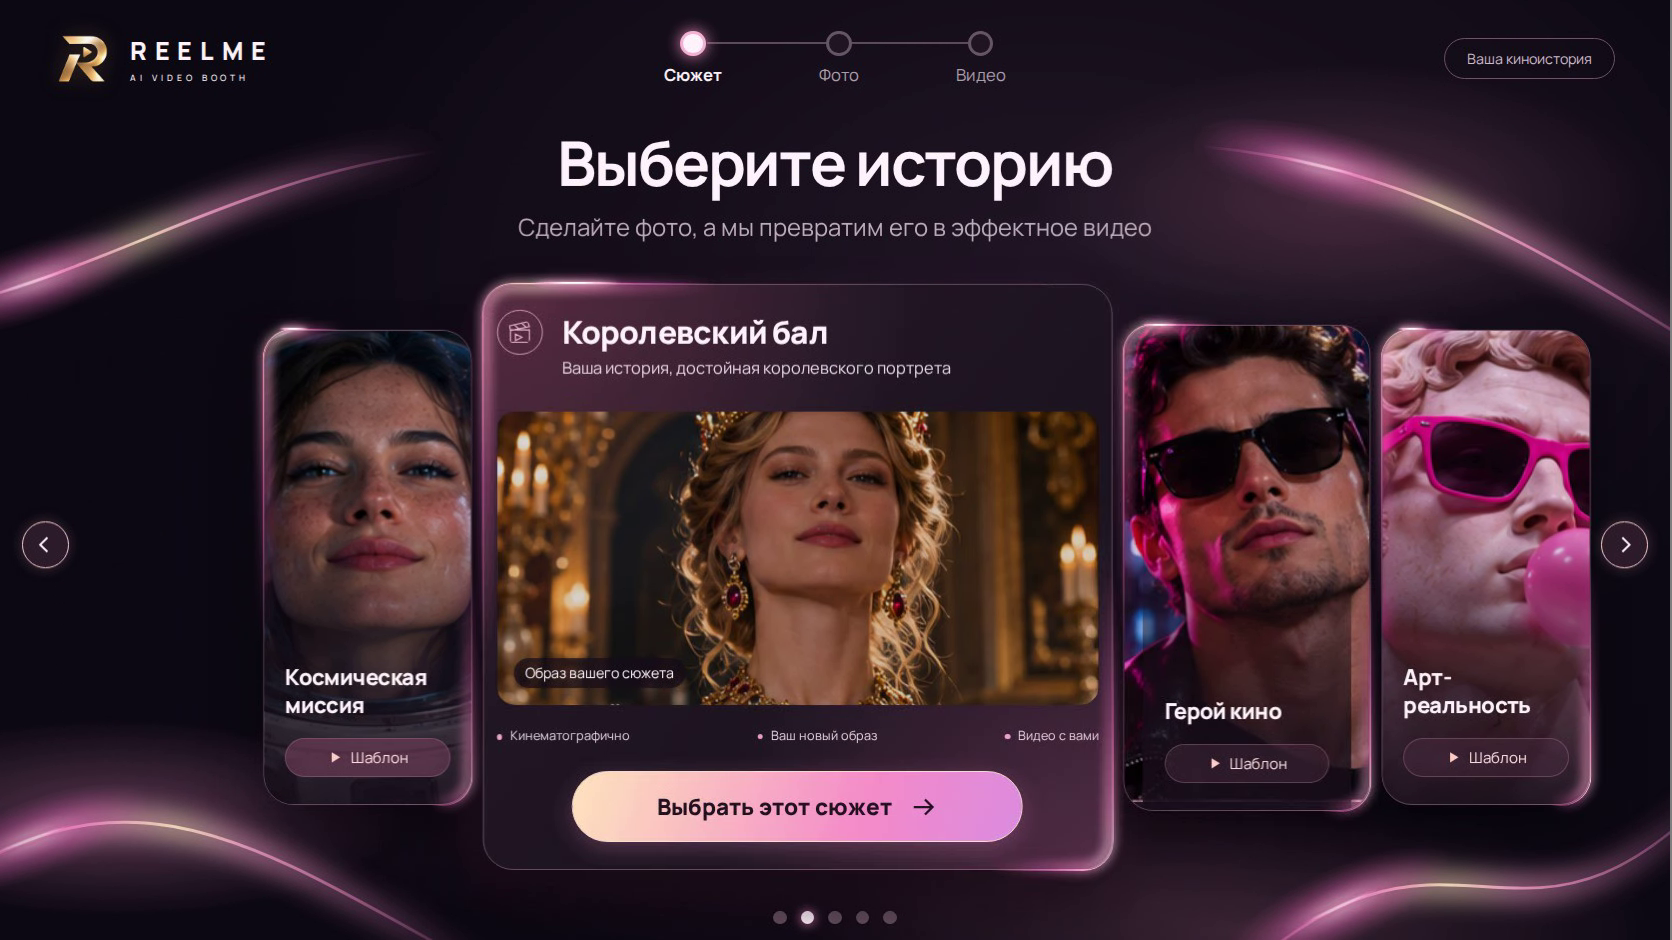 REELME
AI VIDEO BOOTH
Сюжет
Фото
Видео
Ваша киноистория
Выберите историю
Сделайте фото, а мы превратим его в эффектное видео
Королевский бал
Ваша история, достойная королевского портрета
Образ вашего сюжета
Космическая
миссия
Шаблон
Кинематографично
Ваш новый образ
Видео с вами
Выбрать этот сюжет
Герой кино
Шаблон
Арт-
реальность
Шаблон